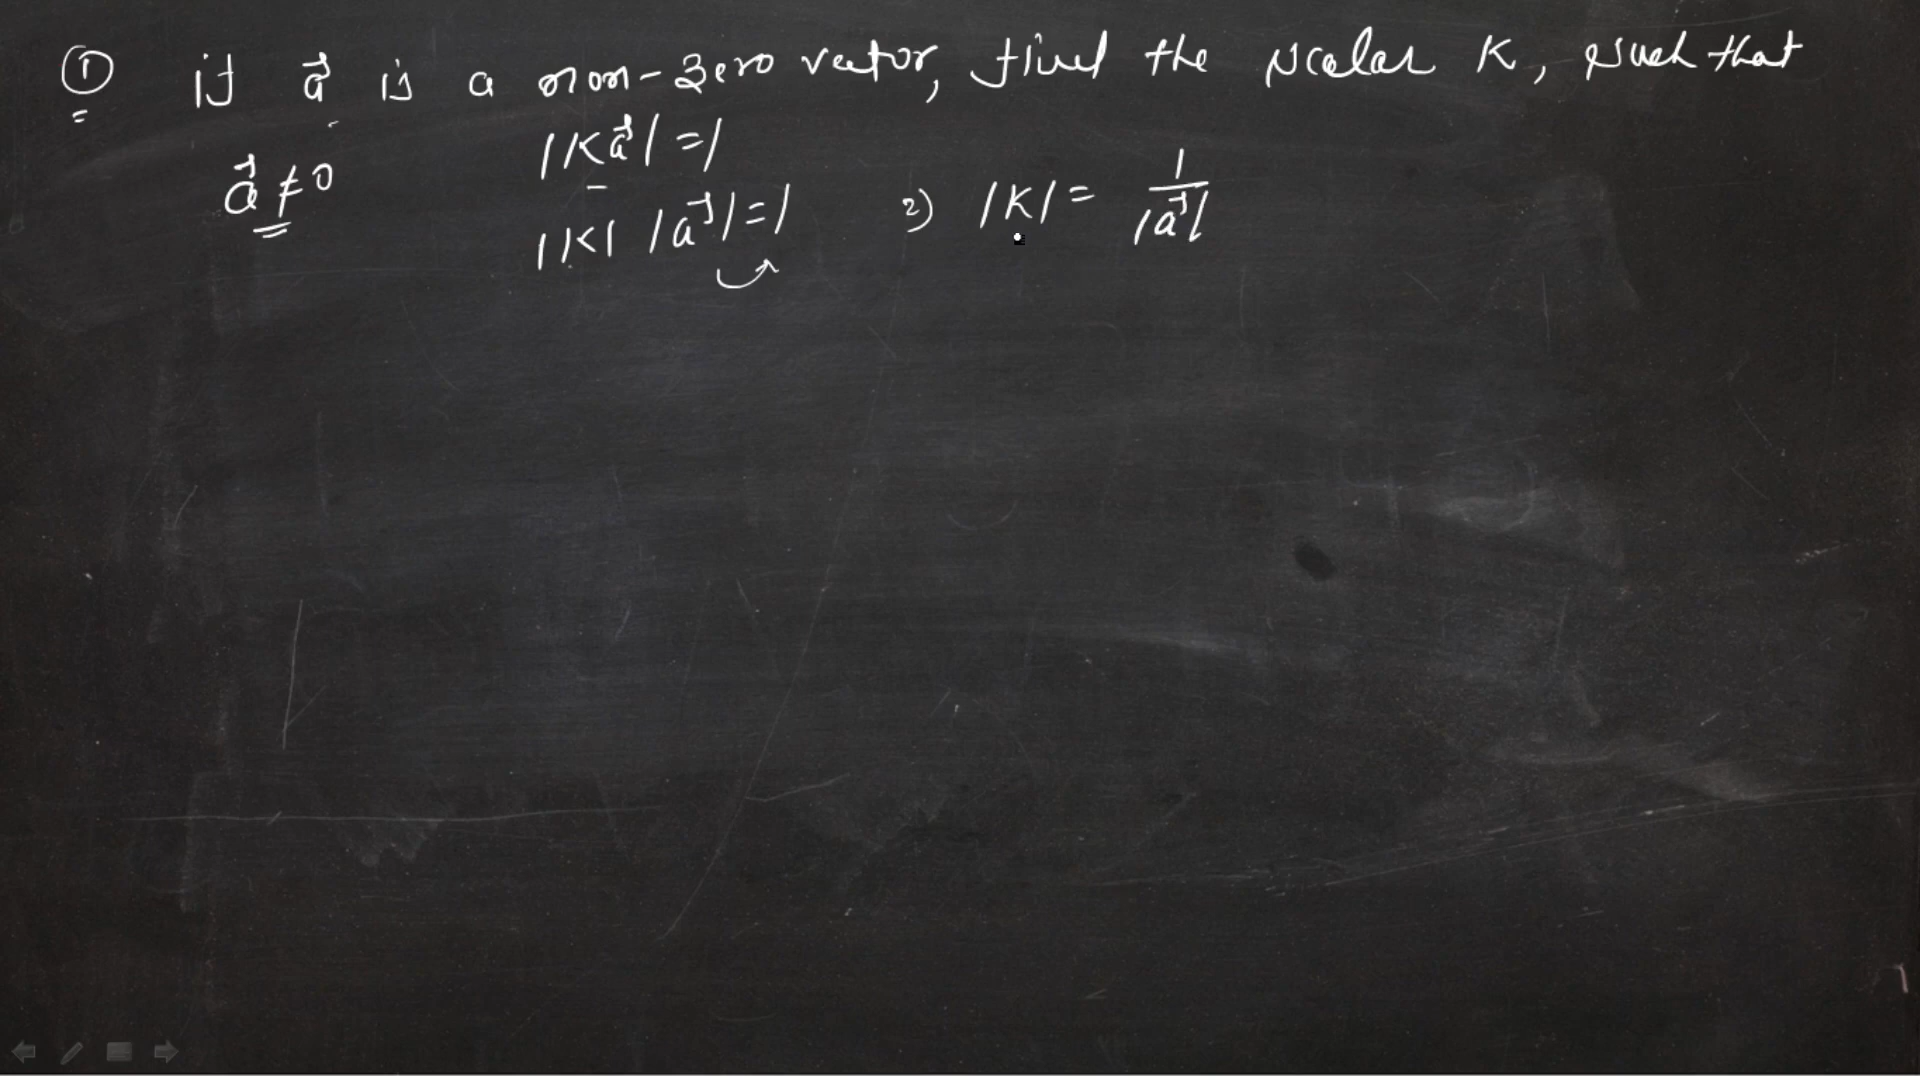 ① if a⃗ is a non-zero vector, find the scalar K, such that
|Ka⃗| = 1
a⃗ ≠ 0
|K| |a⃗| = 1 2) |K| = 1/|a⃗|